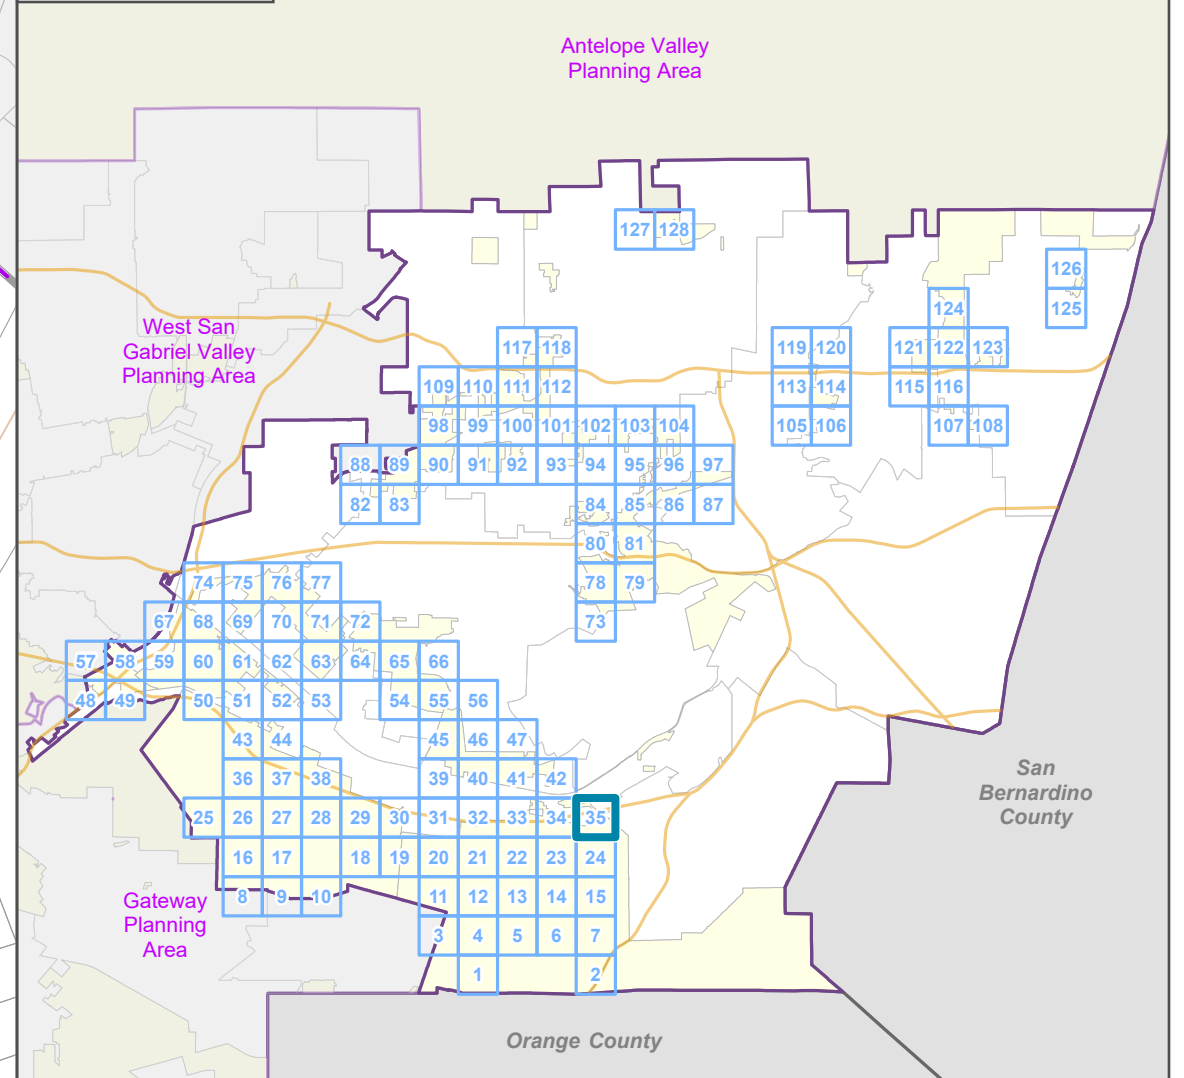 Antelope Valley
Planning Area
127 128
126
124 125
West San
Gabriel Valley
Planning Area
117 118 119 120 121 122 123
109 110 111 112 113 114 115 116
98 99 100 101 102 103 104 105 106 107 108
88 89 90 91 92 93 94 95 96 97
82 83 84 85 86 87
80 81
74 75 76 77 78 79
67 68 69 70 71 72 73
57 58 59 60 61 62 63 64 65 66
48 49 50 51 52 53 54 55 56
43 44 45 46 47
36 37 38 39 40 41 42
San
Bernardino
County
25 26 27 28 29 30 31 32 33 34 35
16 17 18 19 20 21 22 23 24
8 9 10 11 12 13 14 15
Gateway
Planning
Area
3 4 5 6 7
1 2
Orange County